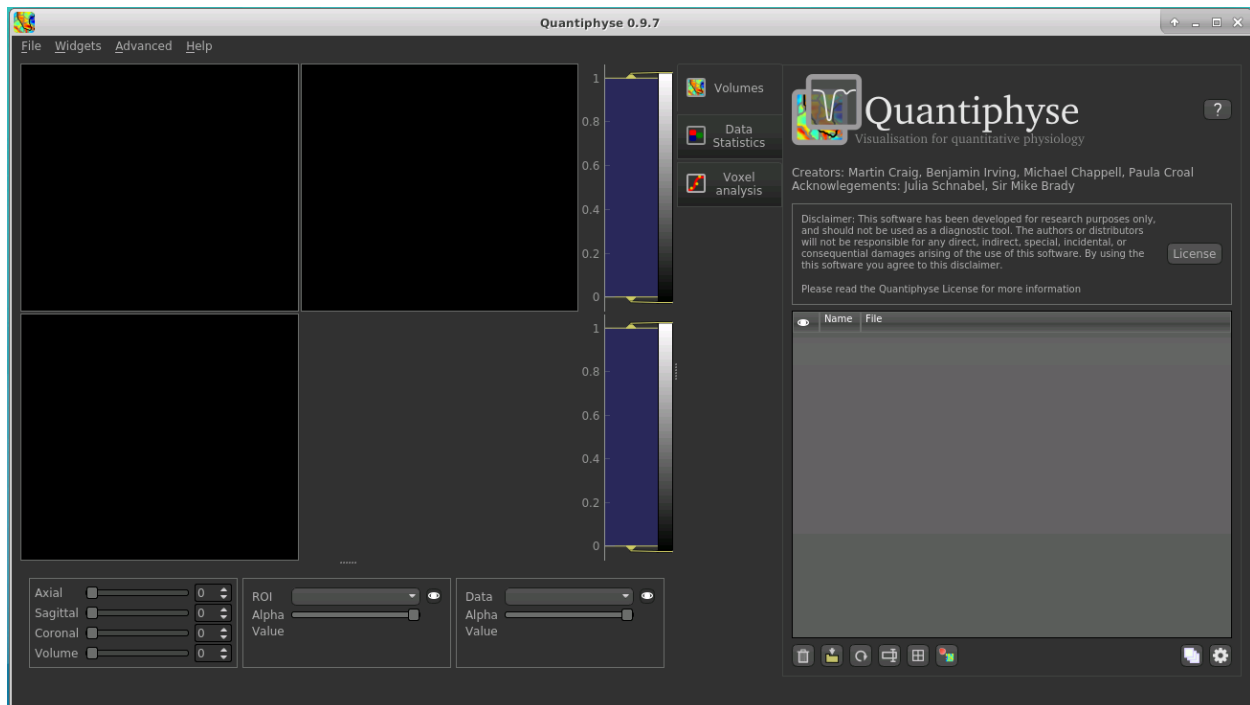 Quantiphyse 0.9.7
File Widgets Advanced Help
1
0.8
0.6
0.4
0.2
0
1
0.8
0.6
0.4
0.2
0
Volumes
Data
Statistics
Voxel
analysis
Quantiphyse
?
Visualisation for quantitative physiology
Creators: Martin Craig, Benjamin Irving, Michael Chappell, Paula Croal
Acknowlegements: Julia Schnabel, Sir Mike Brady
Disclaimer: This software has been developed for research purposes only,
and should not be used as a diagnostic tool. The authors or distributors
will not be responsible for any direct, indirect, special, incidental, or
consequential damages arising of the use of this software. By using the
this software you agree to this disclaimer.
License
Please read the Quantiphyse License for more information
Name File
Axial 0
Sagittal 0
Coronal 0
Volume 0
ROI
Alpha
Value
Data
Alpha
Value